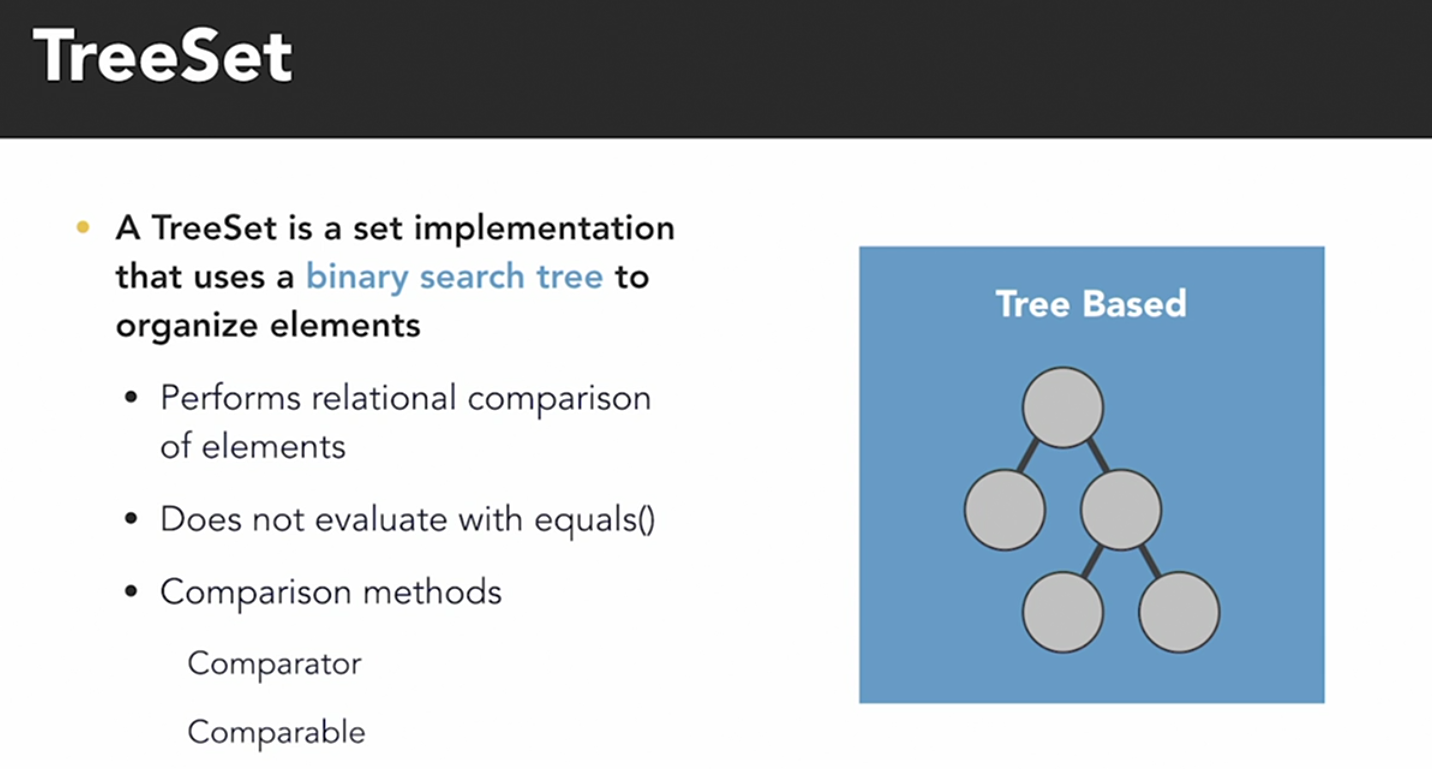 TreeSet
• A TreeSet is a set implementation
that uses a binary search tree to
organize elements
• Performs relational comparison
of elements
• Does not evaluate with equals()
• Comparison methods
Comparator
Comparable
Tree Based